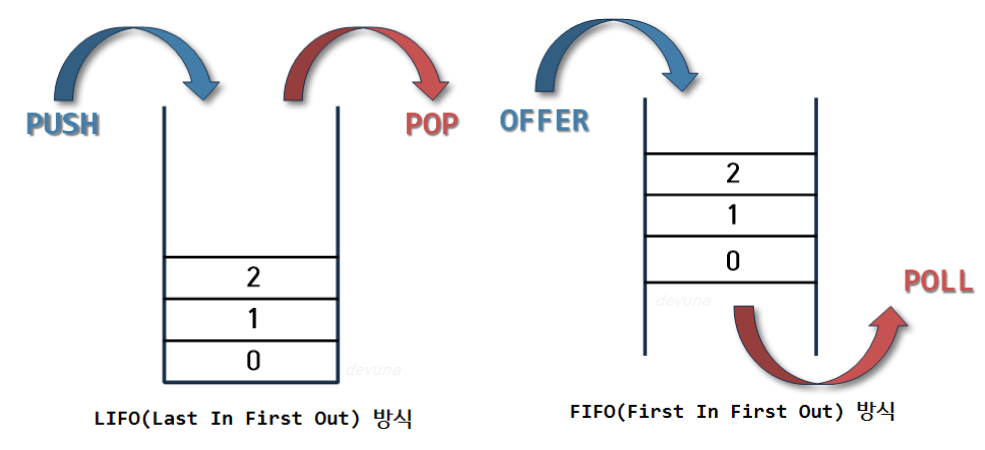 PUSH
POP
2
1
0
devuna
LIFO(Last In First Out) 방식
OFFER
2
1
0
devuna
POLL
FIFO(First In First Out) 방식